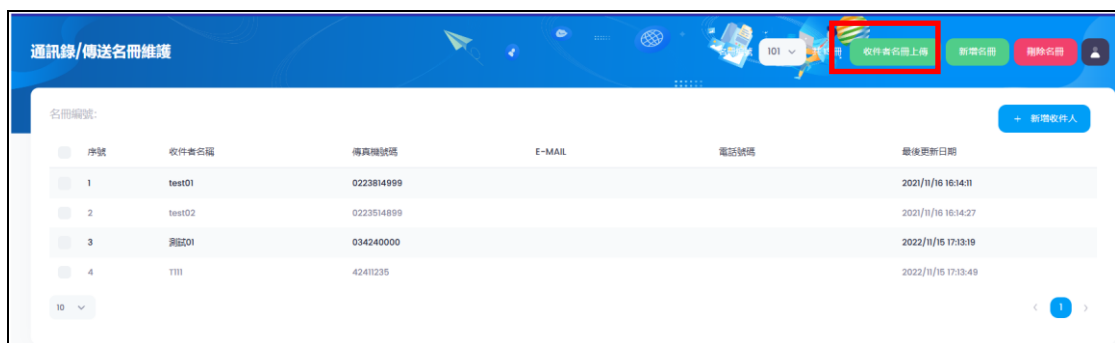 通訊錄/傳送名冊維護
101
收件者名冊上傳
新增名冊
刪除名冊
名冊編號:
+ 新增收件人
序號 收件者名稱 傳真機號碼 E-MAIL 電話號碼 最後更新日期
1 test01 0223814999 2021/11/16 16:14:11
2 test02 0223514899 2021/11/16 16:14:27
3 測試01 034240000 2022/11/15 17:13:19
4 1111 42411235 2022/11/15 17:13:49
10
1